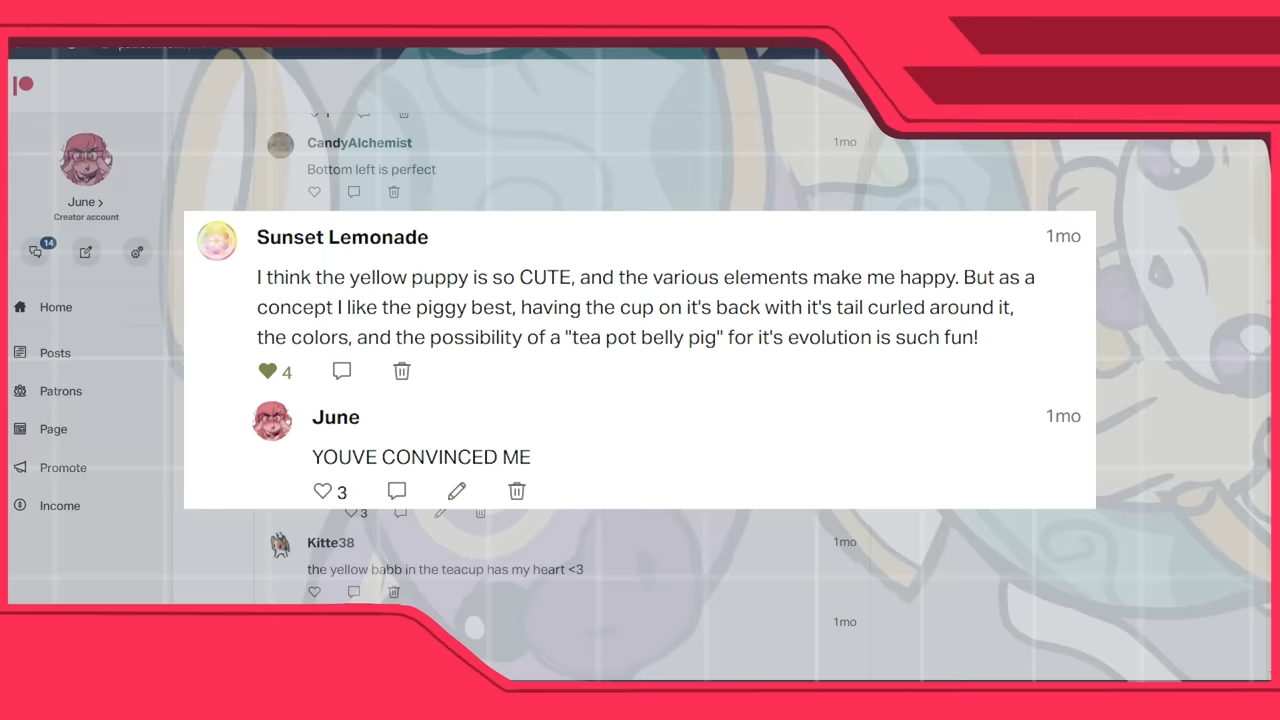 CandyAlchemist
1mo
Bottom left is perfect
June >
Creator account
14
Home
Posts
Patrons
Page
Promote
Income
Sunset Lemonade
1mo
I think the yellow puppy is so CUTE, and the various elements make me happy. But as a
concept I like the piggy best, having the cup on it's back with it's tail curled around it,
the colors, and the possibility of a "tea pot belly pig" for it's evolution is such fun!
4
June
1mo
YOUVE CONVINCED ME
3
3
Kitte38
1mo
the yellow babb in the teacup has my heart <3
1mo